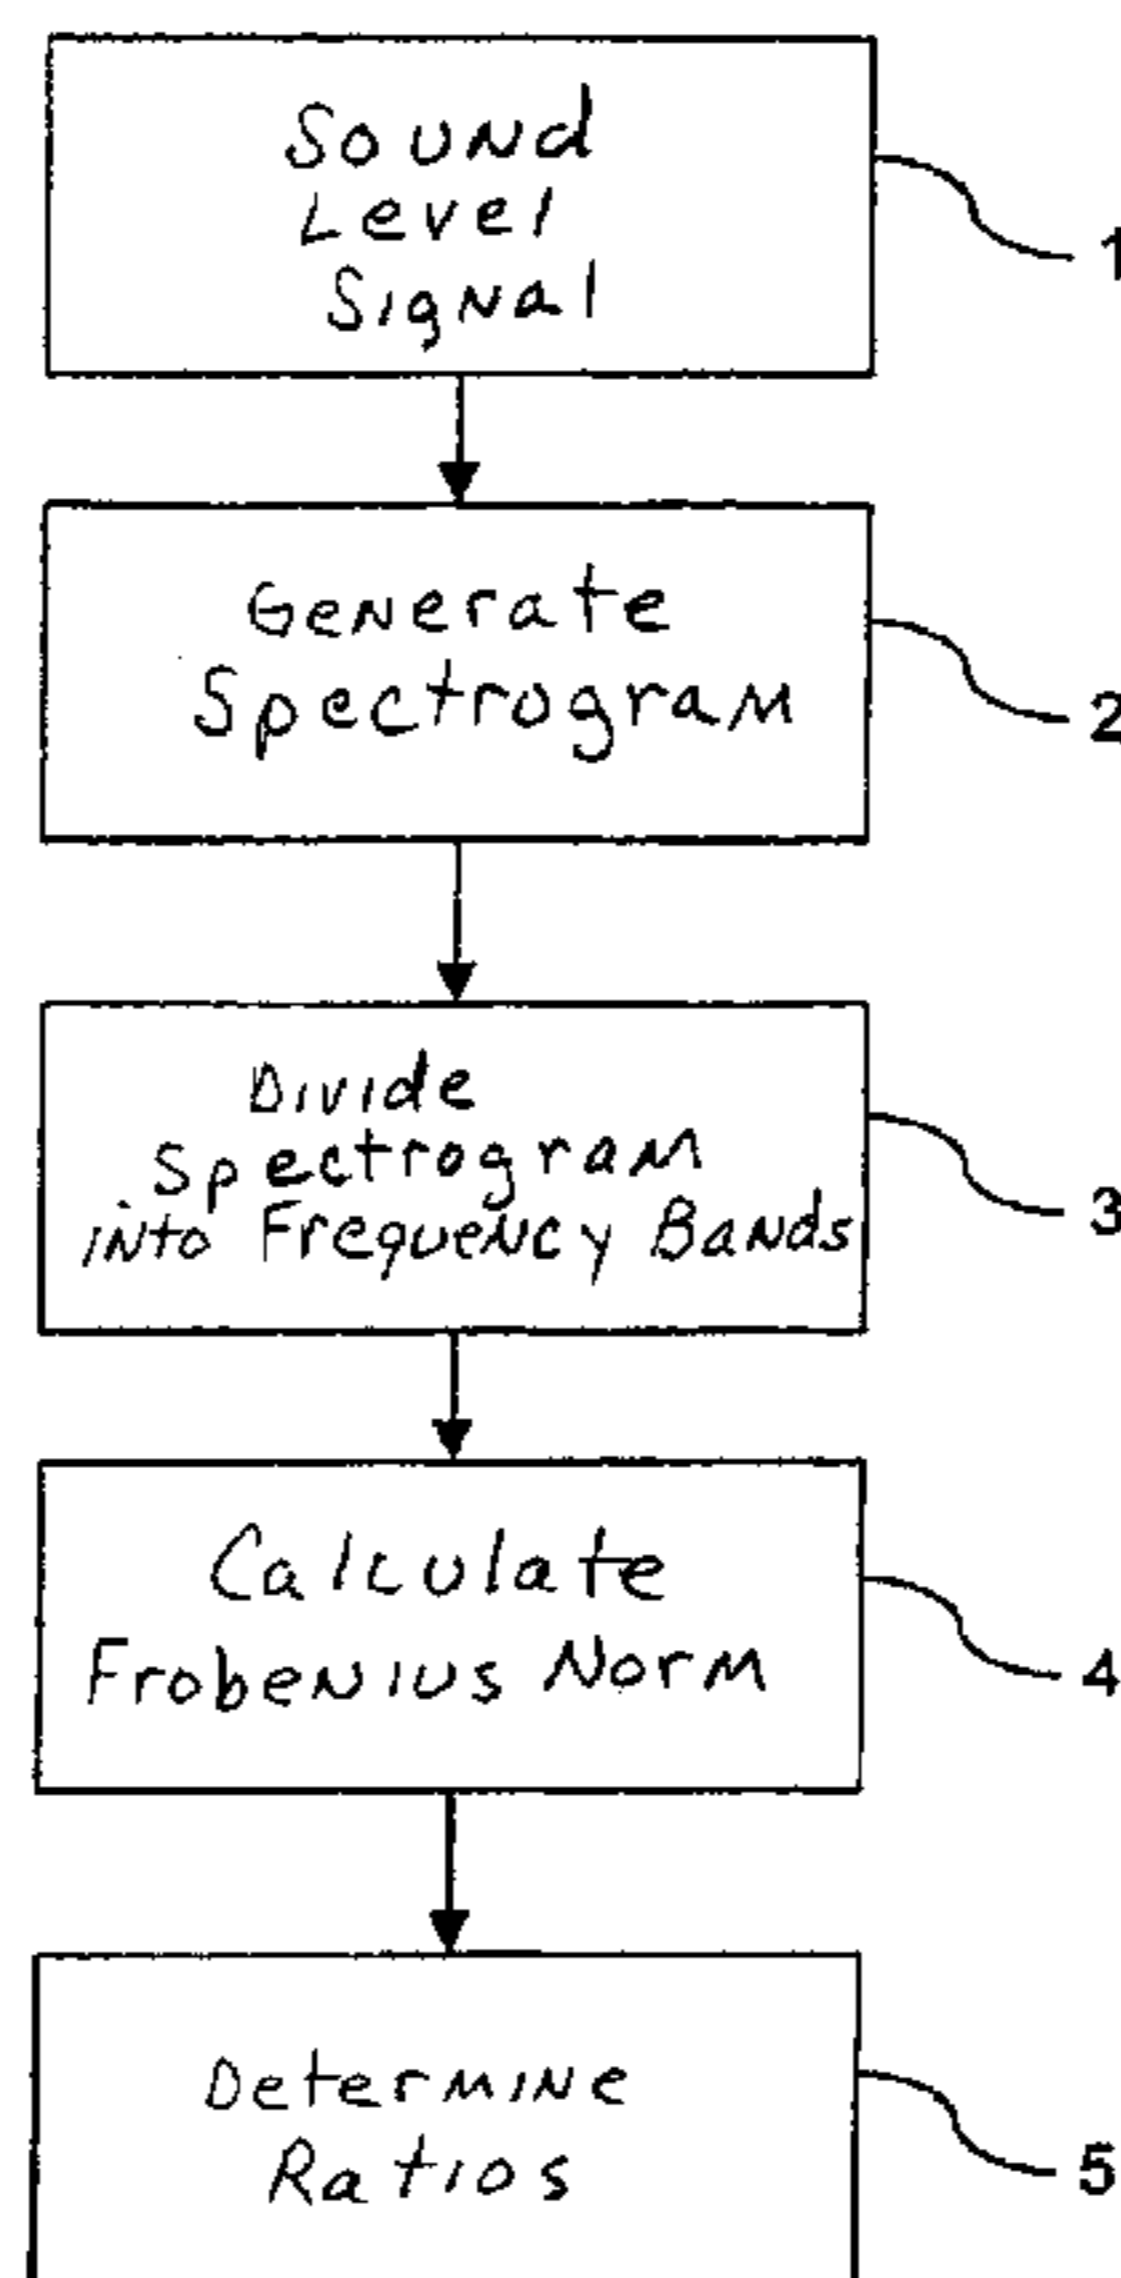 Sound
Level
Signal
1
Generate
Spectrogram
2
Divide
Spectrogram
into Frequency Bands
3
Calculate
Frobenius Norm
4
Determine
Ratios
5